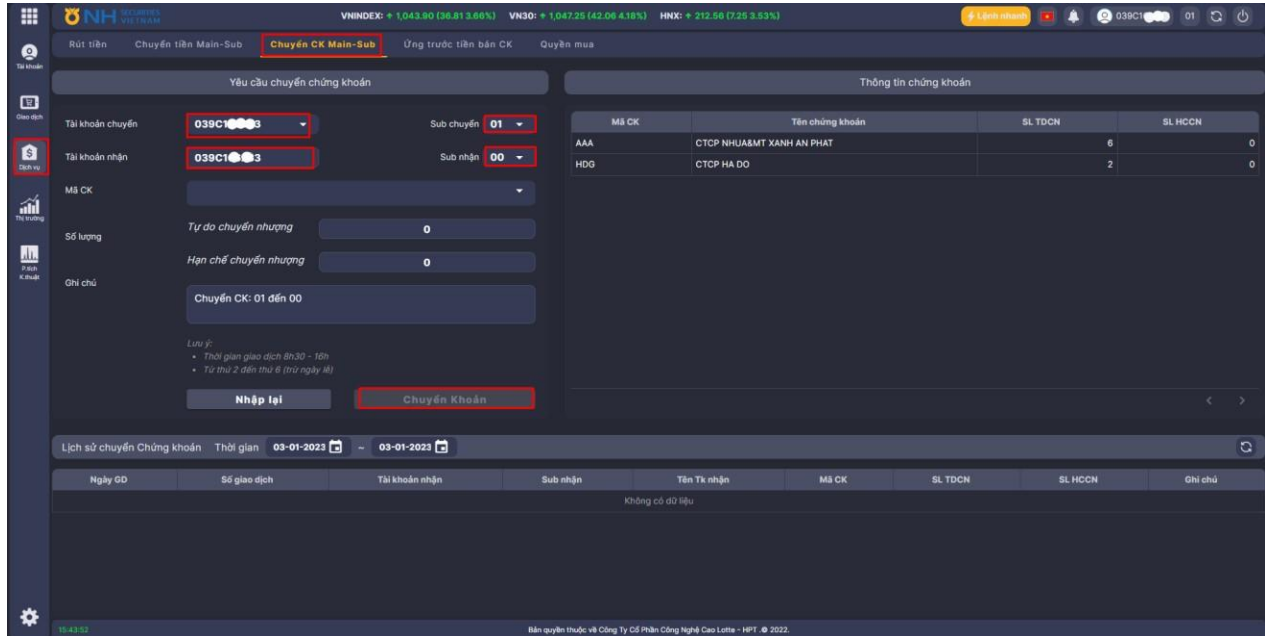 NH SECURITIES VIETNAM
VNINDEX: 1,043.90 (36.81 3.66%) VN30: 1,047.25 (42.06 4.18%) HNX: 212.56 (7.25 3.53%)
Lệnh nhanh 039C1 01
Rút tiền Chuyển tiền Main-Sub Chuyển CK Main-Sub Ứng trước tiền bán CK Quyền mua
Tài khoản
Giao dịch
Dịch vụ
Thị trường
P.tích
K.thuật
Yêu cầu chuyển chứng khoán
Tài khoản chuyển 039C1 3 Sub chuyển 01
Tài khoản nhận 039C1 3 Sub nhận 00
Mã CK
Số lượng
Tự do chuyển nhượng 0
Hạn chế chuyển nhượng 0
Ghi chú
Chuyển CK: 01 đến 00
Lưu ý:
• Thời gian giao dịch 8h30 - 16h
• Từ thứ 2 đến thứ 6 (trừ ngày lễ)
Nhập lại Chuyển Khoản
Thông tin chứng khoán
Mã CK Tên chứng khoán SL TDCN SL HCCN
AAA CTCP NHUA&MT XANH AN PHAT 6 0
HDG CTCP HA DO 2 0
Lịch sử chuyển Chứng khoán Thời gian 03-01-2023 ~ 03-01-2023
Ngày GD Số giao dịch Tài khoản nhận Sub nhận Tên Tk nhận Mã CK SL TDCN SL HCCN Ghi chú
Không có dữ liệu
15:43:52
Bản quyền thuộc về Công Ty Cổ Phần Công Nghệ Cao Lotte - HPT .© 2022.